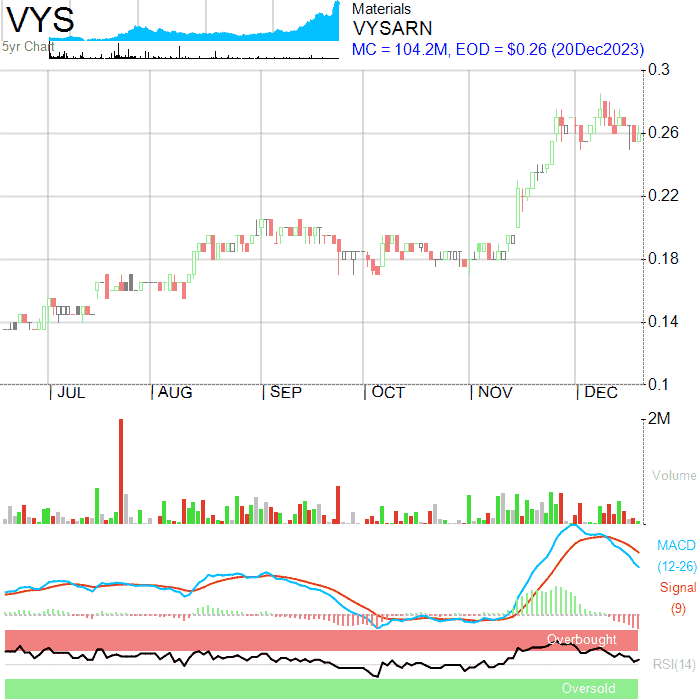 VYS
5yr Chart
Materials
VYSARN
MC = 104.2M, EOD = $0.26 (20Dec2023)
0.3
0.26
0.22
0.18
0.14
0.1
JUL AUG SEP OCT NOV DEC
2M
Volume
MACD
(12-26)
Signal
(9)
Overbought
RSI(14)
Oversold